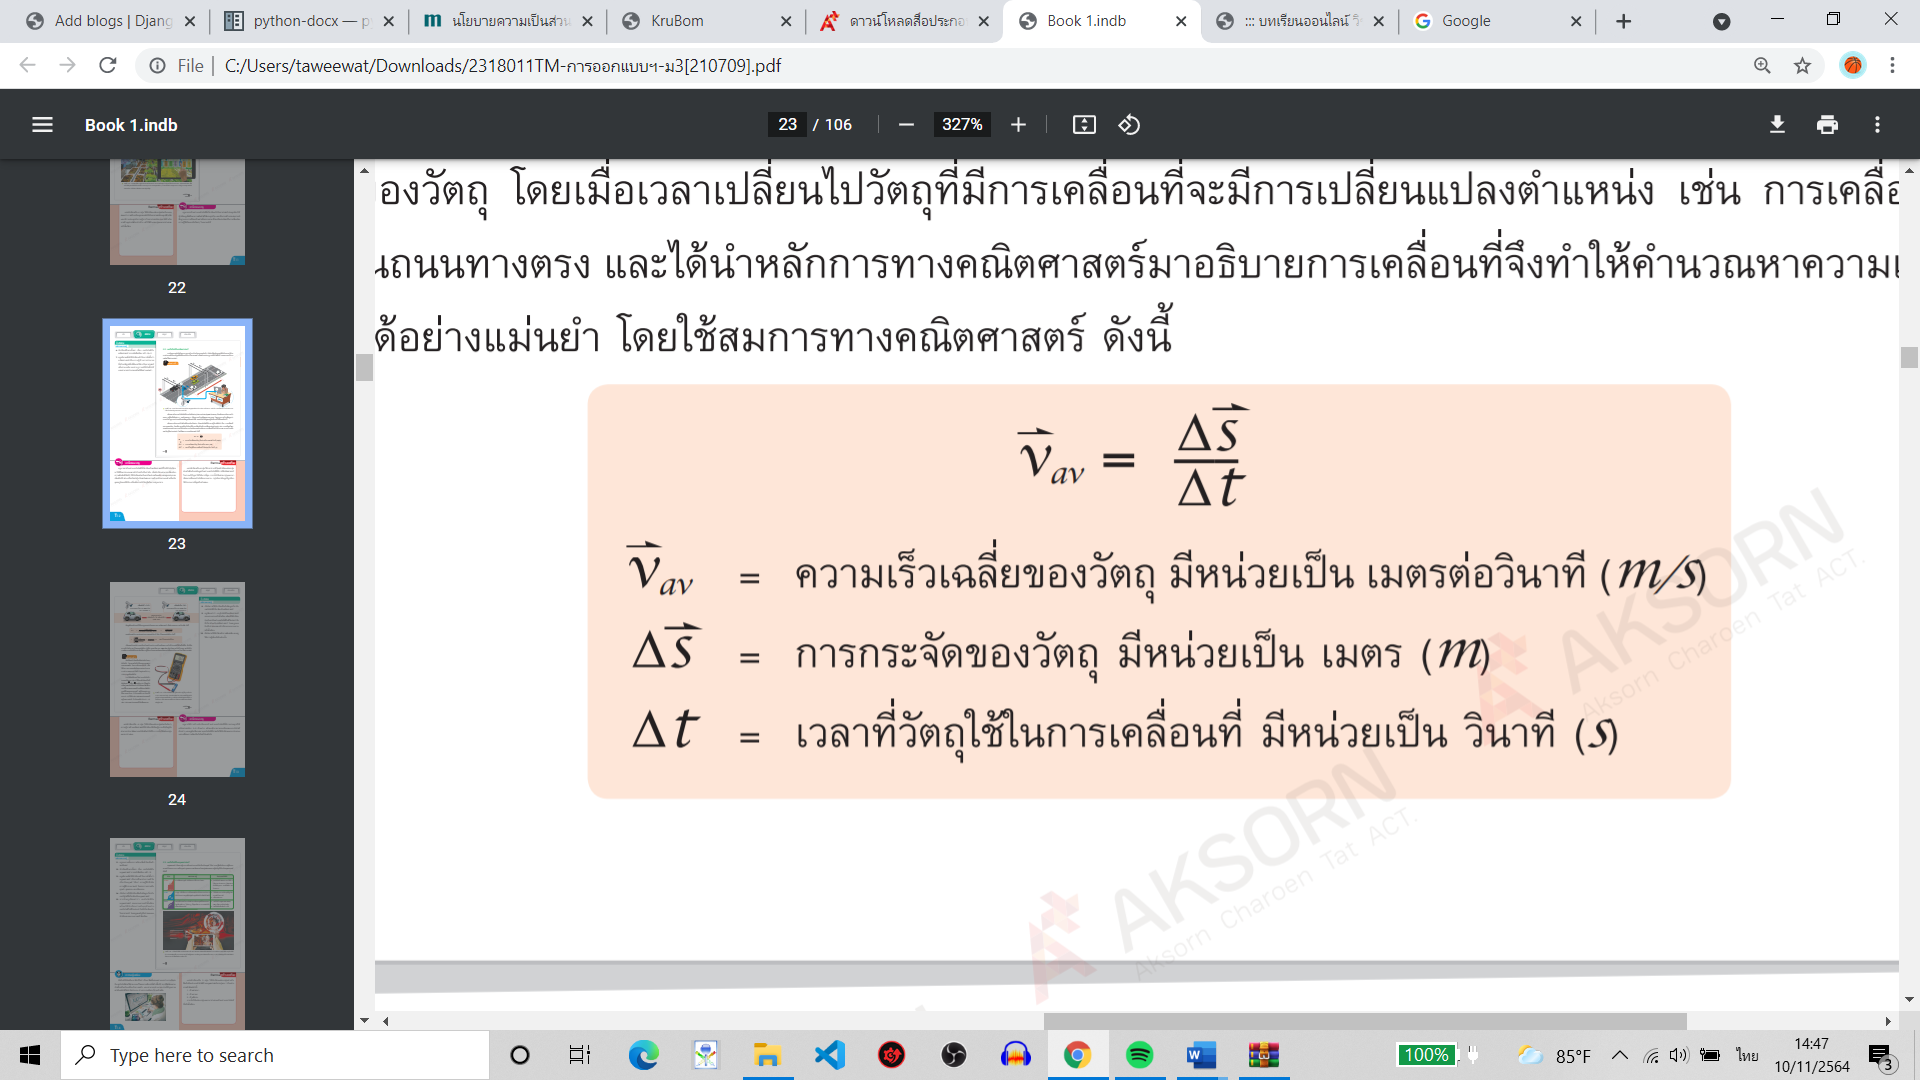 Add blogs | Djang
python-docx — p
นโยบายความเป็นส่วน
KruBom
ดาวน์โหลดสื่อประกอ
Book 1.indb
::: บทเรียนออนไลน์ วิ
Google
File | C:/Users/taweewat/Downloads/2318011TM-การออกแบบฯ-ม3[210709].pdf
Book 1.indb
23 / 106
327%
22
23
24
องวัตถุ โดยเมื่อเวลาเปลี่ยนไปวัตถุที่มีการเคลื่อนที่จะมีการเปลี่ยนแปลงตำแหน่ง เช่น การเคลื่อ
นถนนทางตรง และได้นำหลักการทางคณิตศาสตร์มาอธิบายการเคลื่อนที่จึงทำให้คำนวณหาความเ
ด้อย่างแม่นยำ โดยใช้สมการทางคณิตศาสตร์ ดังนี้
v⃗av = Δs⃗/Δt
v⃗av = ความเร็วเฉลี่ยของวัตถุ มีหน่วยเป็น เมตรต่อวินาที (m/s)
Δs⃗ = การกระจัดของวัตถุ มีหน่วยเป็น เมตร (m)
Δt = เวลาที่วัตถุใช้ในการเคลื่อนที่ มีหน่วยเป็น วินาที (s)
AKSORN
Aksorn Charoen Tat ACT.
AKSORN
Aksorn Charoen Tat ACT.
Type here to search
100%
85°F
ไทย
14:47
10/11/2564
3